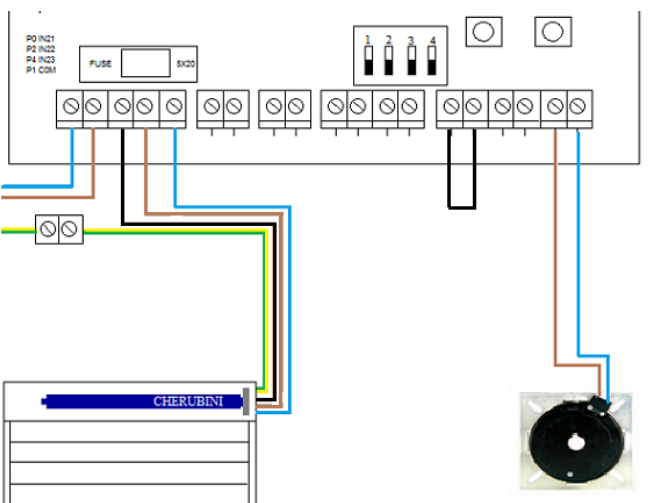 P0 IN21
P2 IN22
P4 IN23
P1 COM
FUSE
5X20
1 2 3 4
CHERUBINI